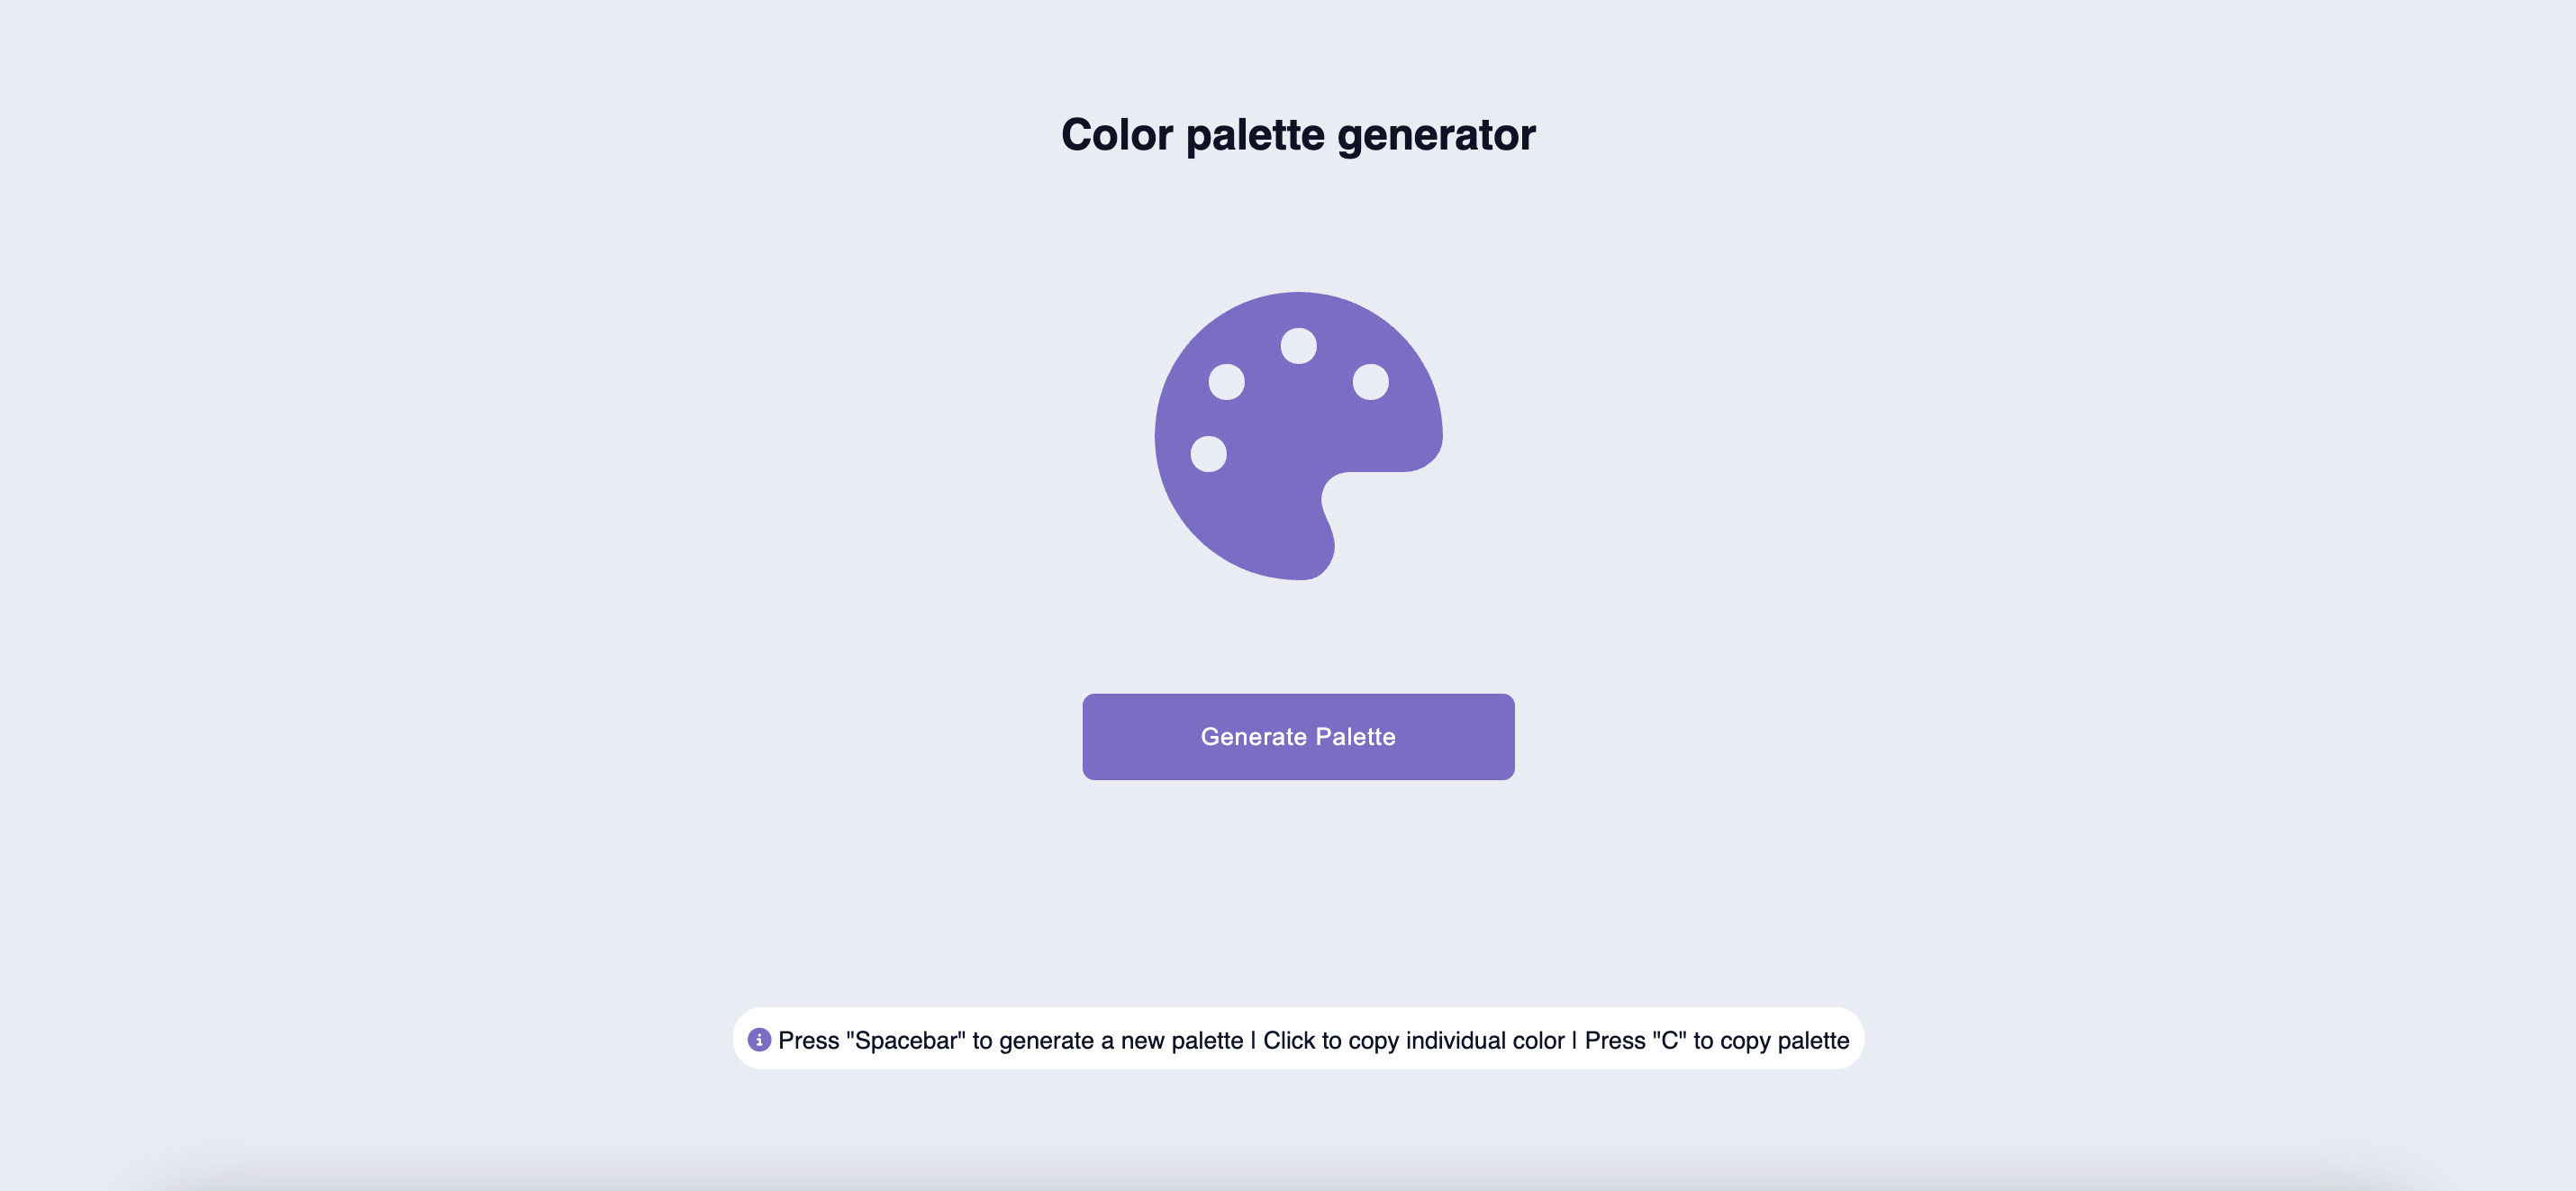 Color palette generator
Generate Palette
Press "Spacebar" to generate a new palette | Click to copy individual color | Press "C" to copy palette